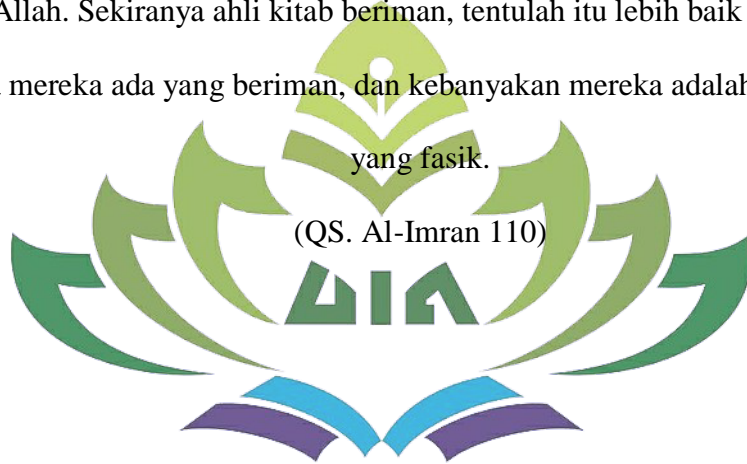 Allah. Sekiranya ahli kitab beriman, tentulah itu lebih baik
mereka ada yang beriman, dan kebanyakan mereka adalah
yang fasik.
(QS. Al-Imran 110)
UIN